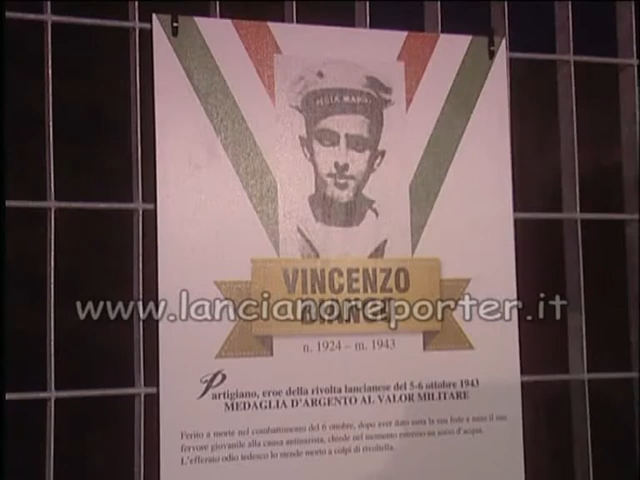 REGIA MARINA
VINCENZO
BIANCI
www.lancianoreporter.it
n. 1924 – m. 1943
Partigiano, eroe della rivolta lancianese del 5-6 ottobre 1943
MEDAGLIA D'ARGENTO AL VALOR MILITARE
Ferito a morte nel combattimento del 6 ottobre, dopo aver dato tutta la sua fede e tutto il suo
fervore giovanile alla causa antinazista, chiede nel momento estremo un sorso d'acqua.
L'efferato odio tedesco lo rende morto a colpi di rivoltella.